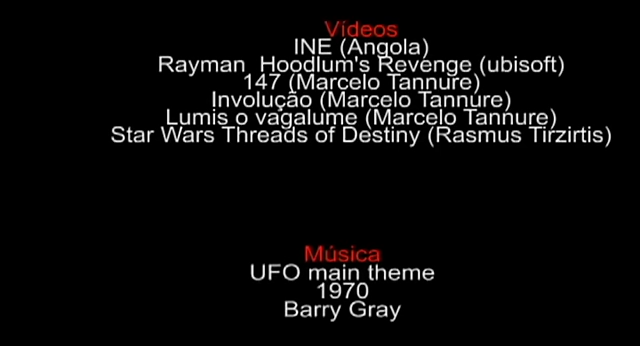 Vídeos
INE (Angola)
Rayman Hoodlum's Revenge (ubisoft)
147 (Marcelo Tannure)
Involução (Marcelo Tannure)
Lumis o vagalume (Marcelo Tannure)
Star Wars Threads of Destiny (Rasmus Tirzirtis)
Música
UFO main theme
1970
Barry Gray